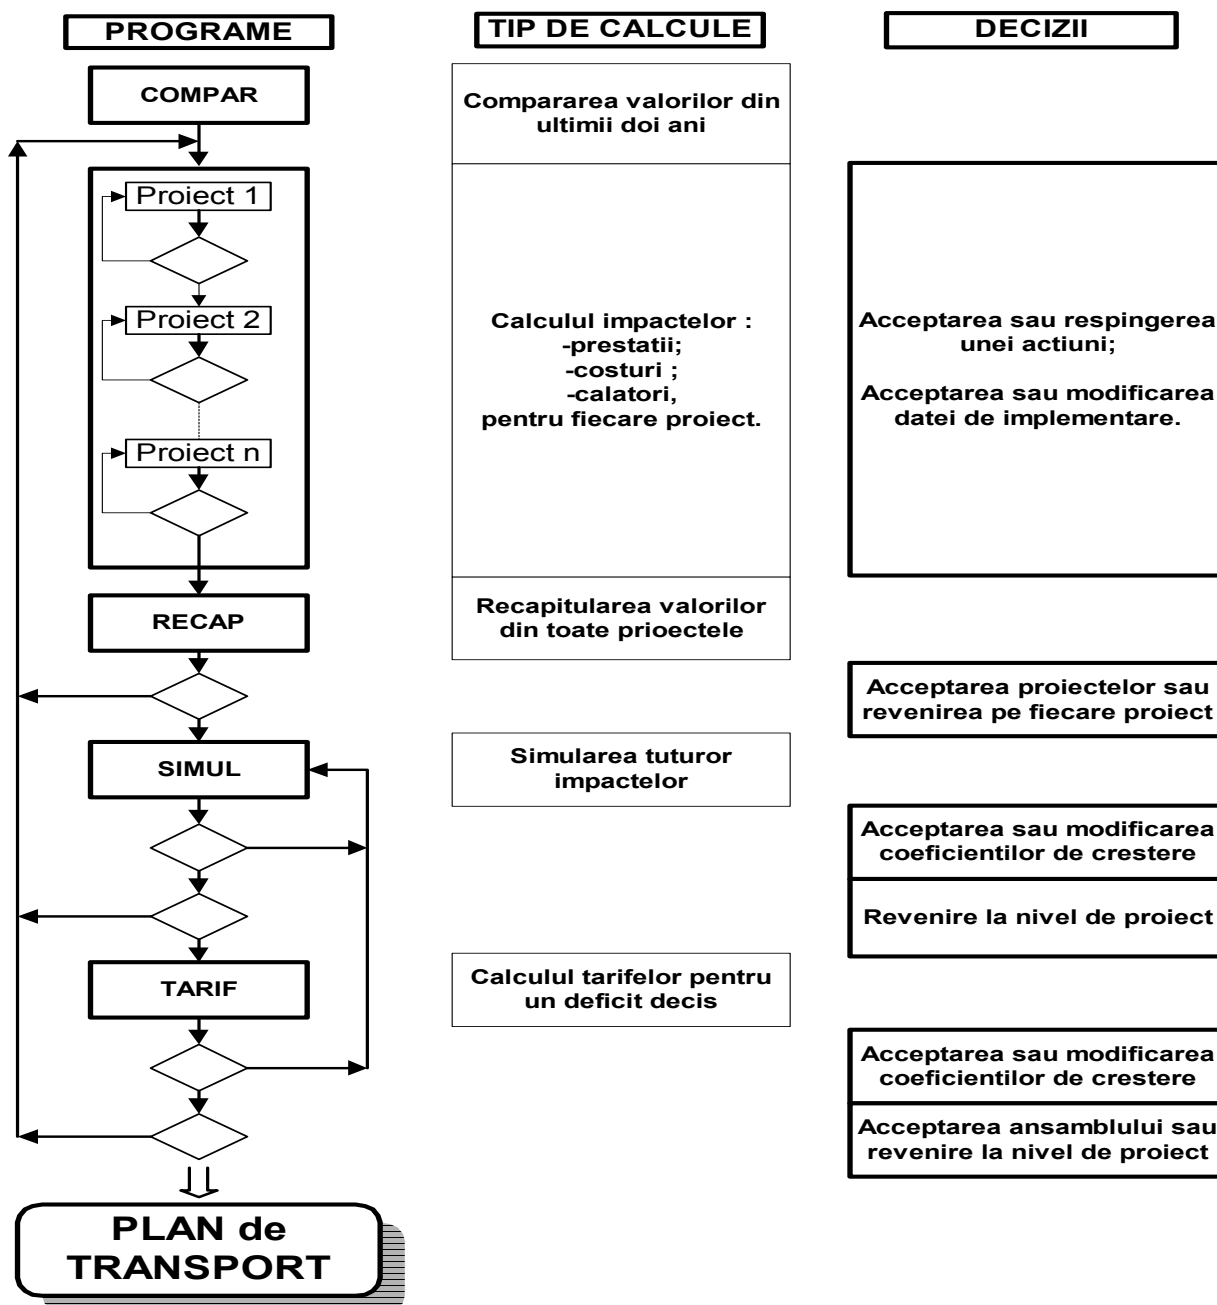 PROGRAME
TIP DE CALCULE
DECIZII
COMPAR
Compararea valorilor din
ultimii doi ani
Proiect 1
Proiect 2
Proiect n
Calculul impactelor :
-prestatii;
-costuri ;
-calatori,
pentru fiecare proiect.
Acceptarea sau respingerea
unei actiuni;
Acceptarea sau modificarea
datei de implementare.
RECAP
Recapitularea valorilor
din toate prioectele
Acceptarea proiectelor sau
revenirea pe fiecare proiect
SIMUL
Simularea tuturor
impactelor
Acceptarea sau modificarea
coeficientilor de crestere
Revenire la nivel de proiect
TARIF
Calculul tarifelor pentru
un deficit decis
Acceptarea sau modificarea
coeficientilor de crestere
Acceptarea ansamblului sau
revenire la nivel de proiect
PLAN de
TRANSPORT